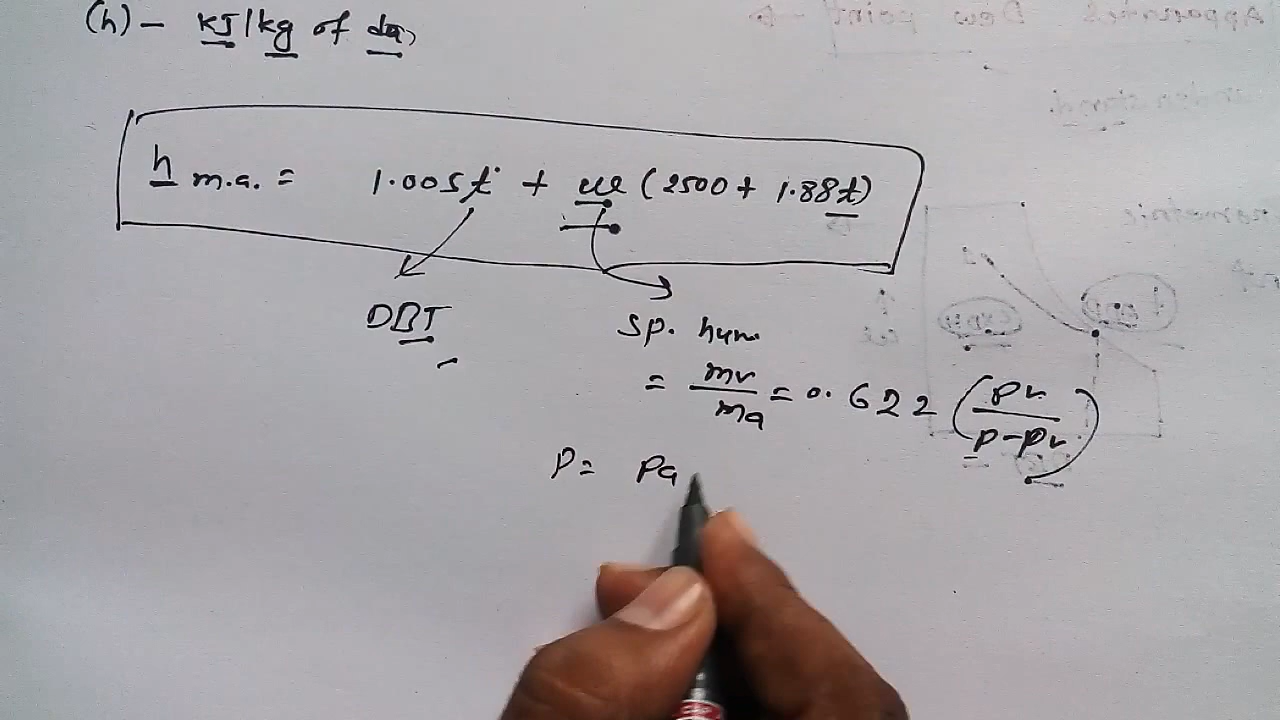 (h) - kJ/kg of da,
h m.a. = 1.005t + ω (2500 + 1.88t)
DBT
sp. hum.
= mv/ma = 0.622 (pv/p-pv)
p = pa